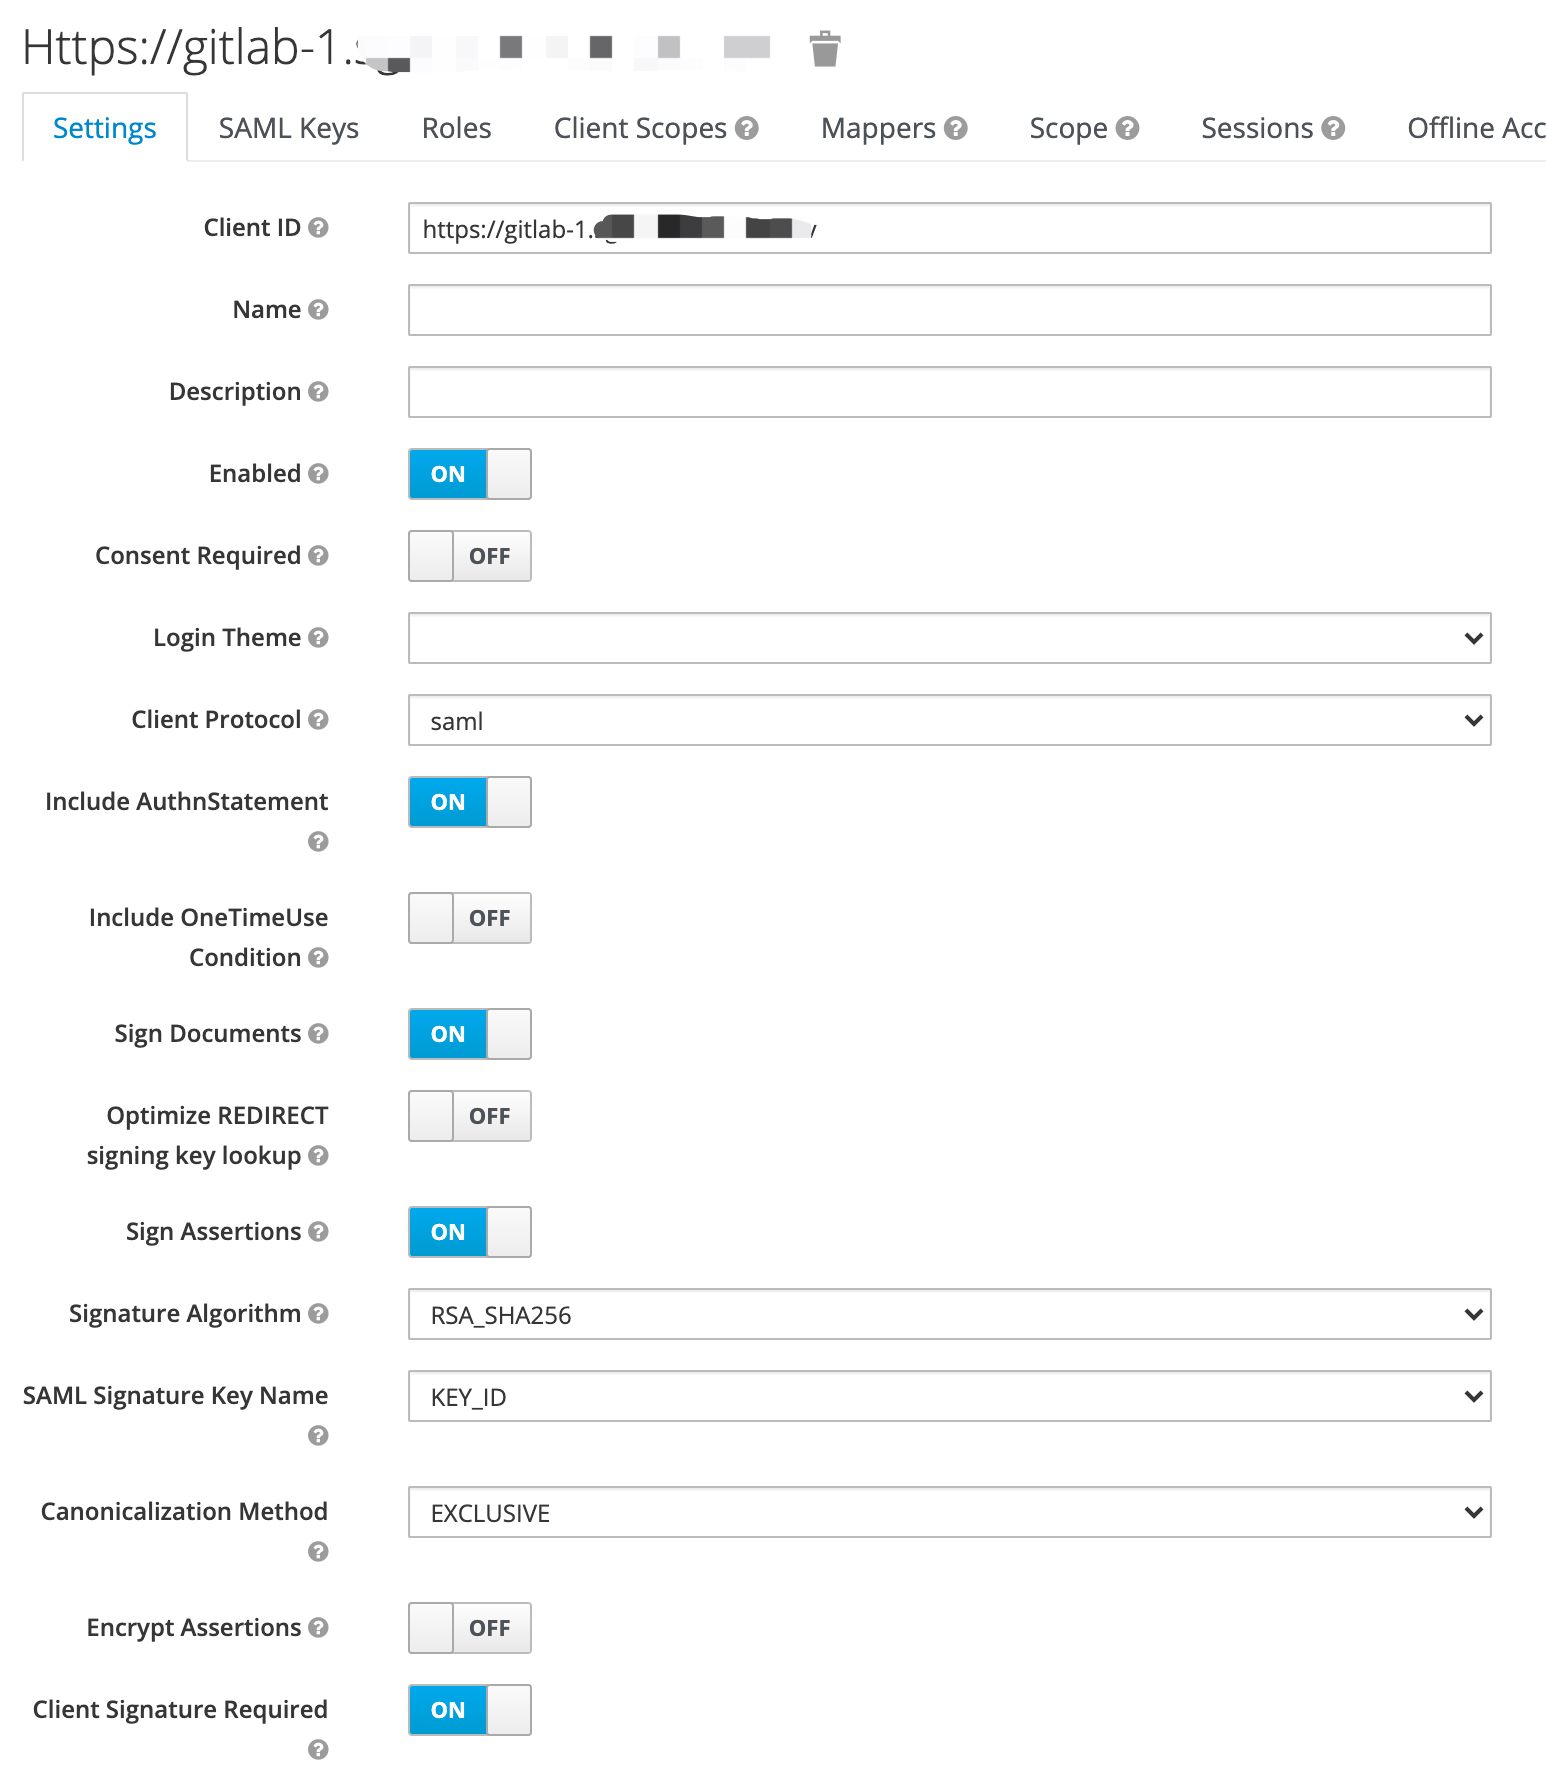 Https://gitlab-1.
Settings SAML Keys Roles Client Scopes Mappers Scope Sessions Offline Acc
Client ID https://gitlab-1.
Name
Description
Enabled ON
Consent Required OFF
Login Theme
Client Protocol saml
Include AuthnStatement ON
Include OneTimeUse OFF
Condition
Sign Documents ON
Optimize REDIRECT OFF
signing key lookup
Sign Assertions ON
Signature Algorithm RSA_SHA256
SAML Signature Key Name KEY_ID
Canonicalization Method EXCLUSIVE
Encrypt Assertions OFF
Client Signature Required ON